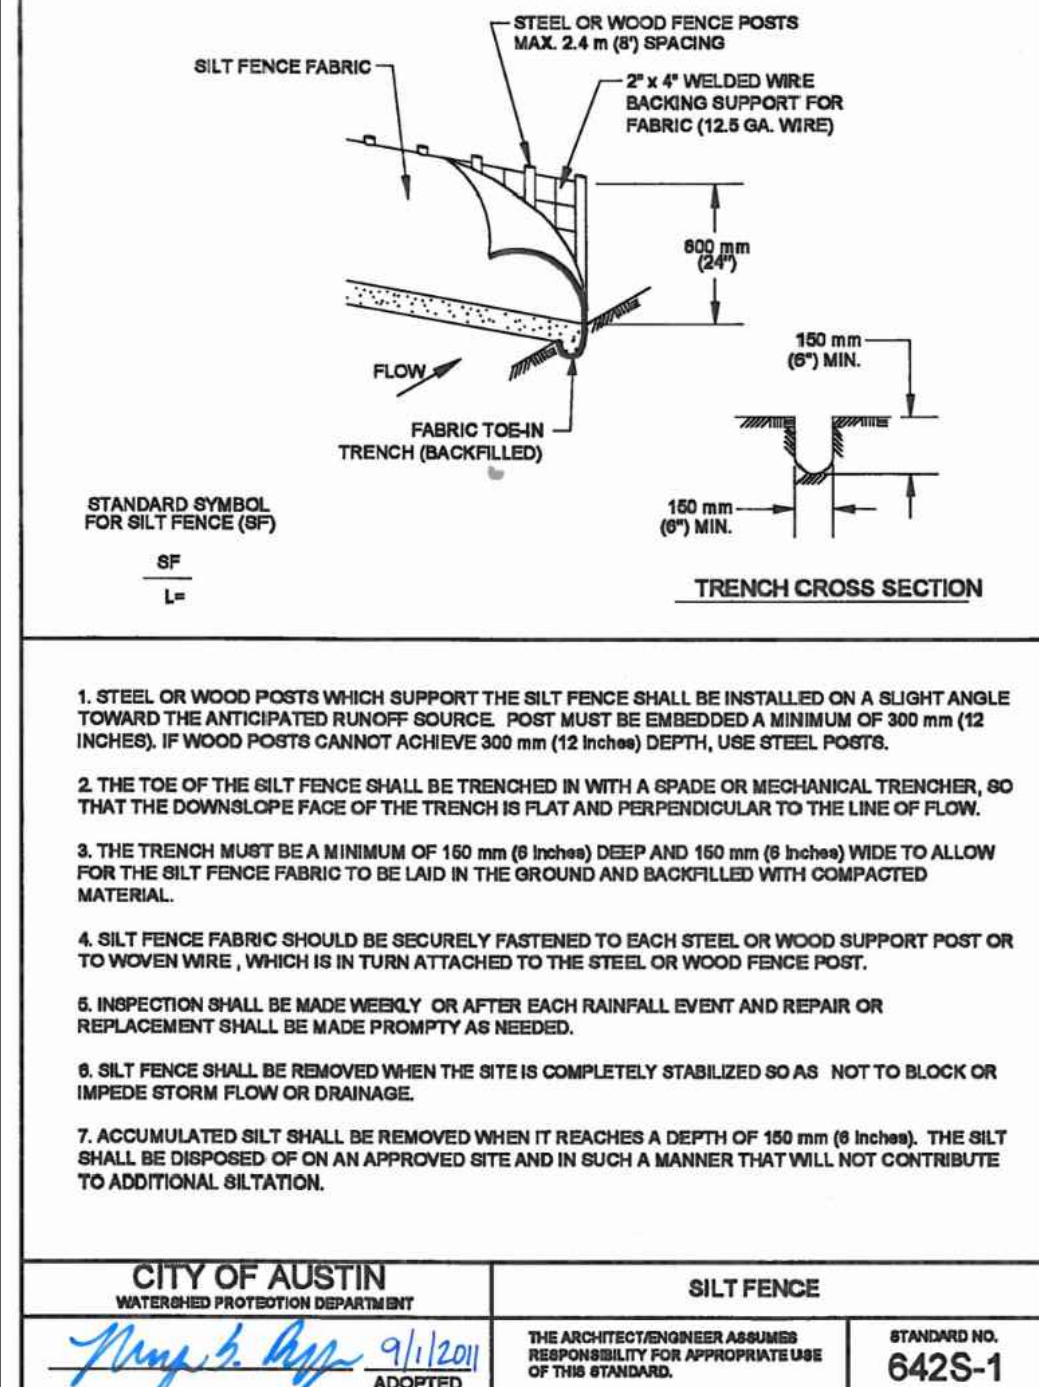 STEEL OR WOOD FENCE POSTS
MAX. 2.4 m (8') SPACING
SILT FENCE FABRIC
2" x 4" WELDED WIRE
BACKING SUPPORT FOR
FABRIC (12.5 GA. WIRE)
600 mm
(24")
150 mm
(6") MIN.
FLOW
FABRIC TOE-IN
TRENCH (BACKFILLED)
STANDARD SYMBOL
FOR SILT FENCE (SF)
150 mm
(6") MIN.
SF
L=
TRENCH CROSS SECTION
1. STEEL OR WOOD POSTS WHICH SUPPORT THE SILT FENCE SHALL BE INSTALLED ON A SLIGHT ANGLE
TOWARD THE ANTICIPATED RUNOFF SOURCE. POST MUST BE EMBEDDED A MINIMUM OF 300 mm (12
INCHES). IF WOOD POSTS CANNOT ACHIEVE 300 mm (12 inches) DEPTH, USE STEEL POSTS.
2. THE TOE OF THE SILT FENCE SHALL BE TRENCHED IN WITH A SPADE OR MECHANICAL TRENCHER, SO
THAT THE DOWNSLOPE FACE OF THE TRENCH IS FLAT AND PERPENDICULAR TO THE LINE OF FLOW.
3. THE TRENCH MUST BE A MINIMUM OF 150 mm (6 inches) DEEP AND 150 mm (6 inches) WIDE TO ALLOW
FOR THE SILT FENCE FABRIC TO BE LAID IN THE GROUND AND BACKFILLED WITH COMPACTED
MATERIAL.
4. SILT FENCE FABRIC SHOULD BE SECURELY FASTENED TO EACH STEEL OR WOOD SUPPORT POST OR
TO WOVEN WIRE , WHICH IS IN TURN ATTACHED TO THE STEEL OR WOOD FENCE POST.
5. INSPECTION SHALL BE MADE WEEKLY OR AFTER EACH RAINFALL EVENT AND REPAIR OR
REPLACEMENT SHALL BE MADE PROMPTY AS NEEDED.
6. SILT FENCE SHALL BE REMOVED WHEN THE SITE IS COMPLETELY STABILIZED SO AS NOT TO BLOCK OR
IMPEDE STORM FLOW OR DRAINAGE.
7. ACCUMULATED SILT SHALL BE REMOVED WHEN IT REACHES A DEPTH OF 150 mm (6 inches). THE SILT
SHALL BE DISPOSED OF ON AN APPROVED SITE AND IN SUCH A MANNER THAT WILL NOT CONTRIBUTE
TO ADDITIONAL SILTATION.
CITY OF AUSTIN
WATERSHED PROTECTION DEPARTMENT
SILT FENCE
9/1/2011
ADOPTED
THE ARCHITECT/ENGINEER ASSUMES
RESPONSIBILITY FOR APPROPRIATE USE
OF THIS STANDARD.
STANDARD NO.
642S-1